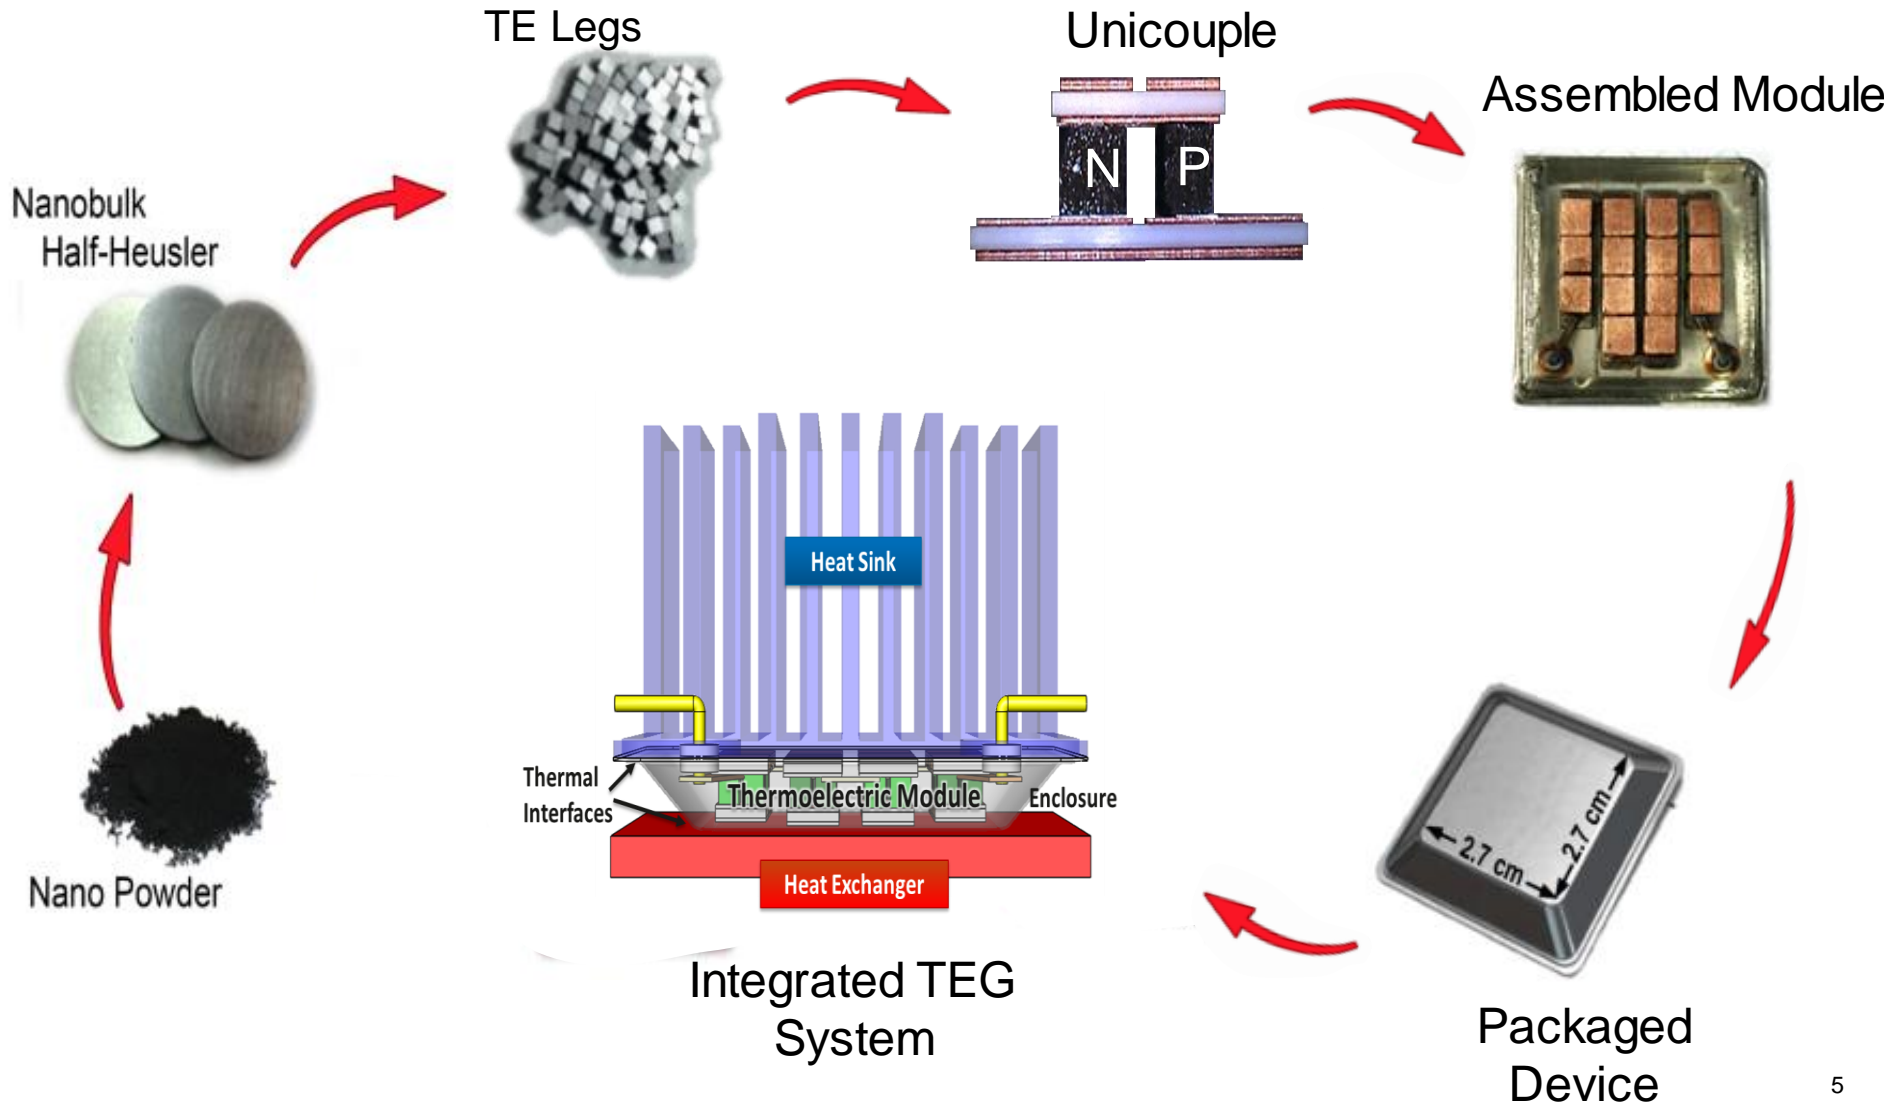 TE Legs
Unicouple
Assembled Module
N P
Nanobulk
Half-Heusler
Heat Sink
Thermal
Interfaces
Thermoelectric Module
Enclosure
Heat Exchanger
2.7 cm
2.7 cm
Nano Powder
Integrated TEG
System
Packaged
Device
5